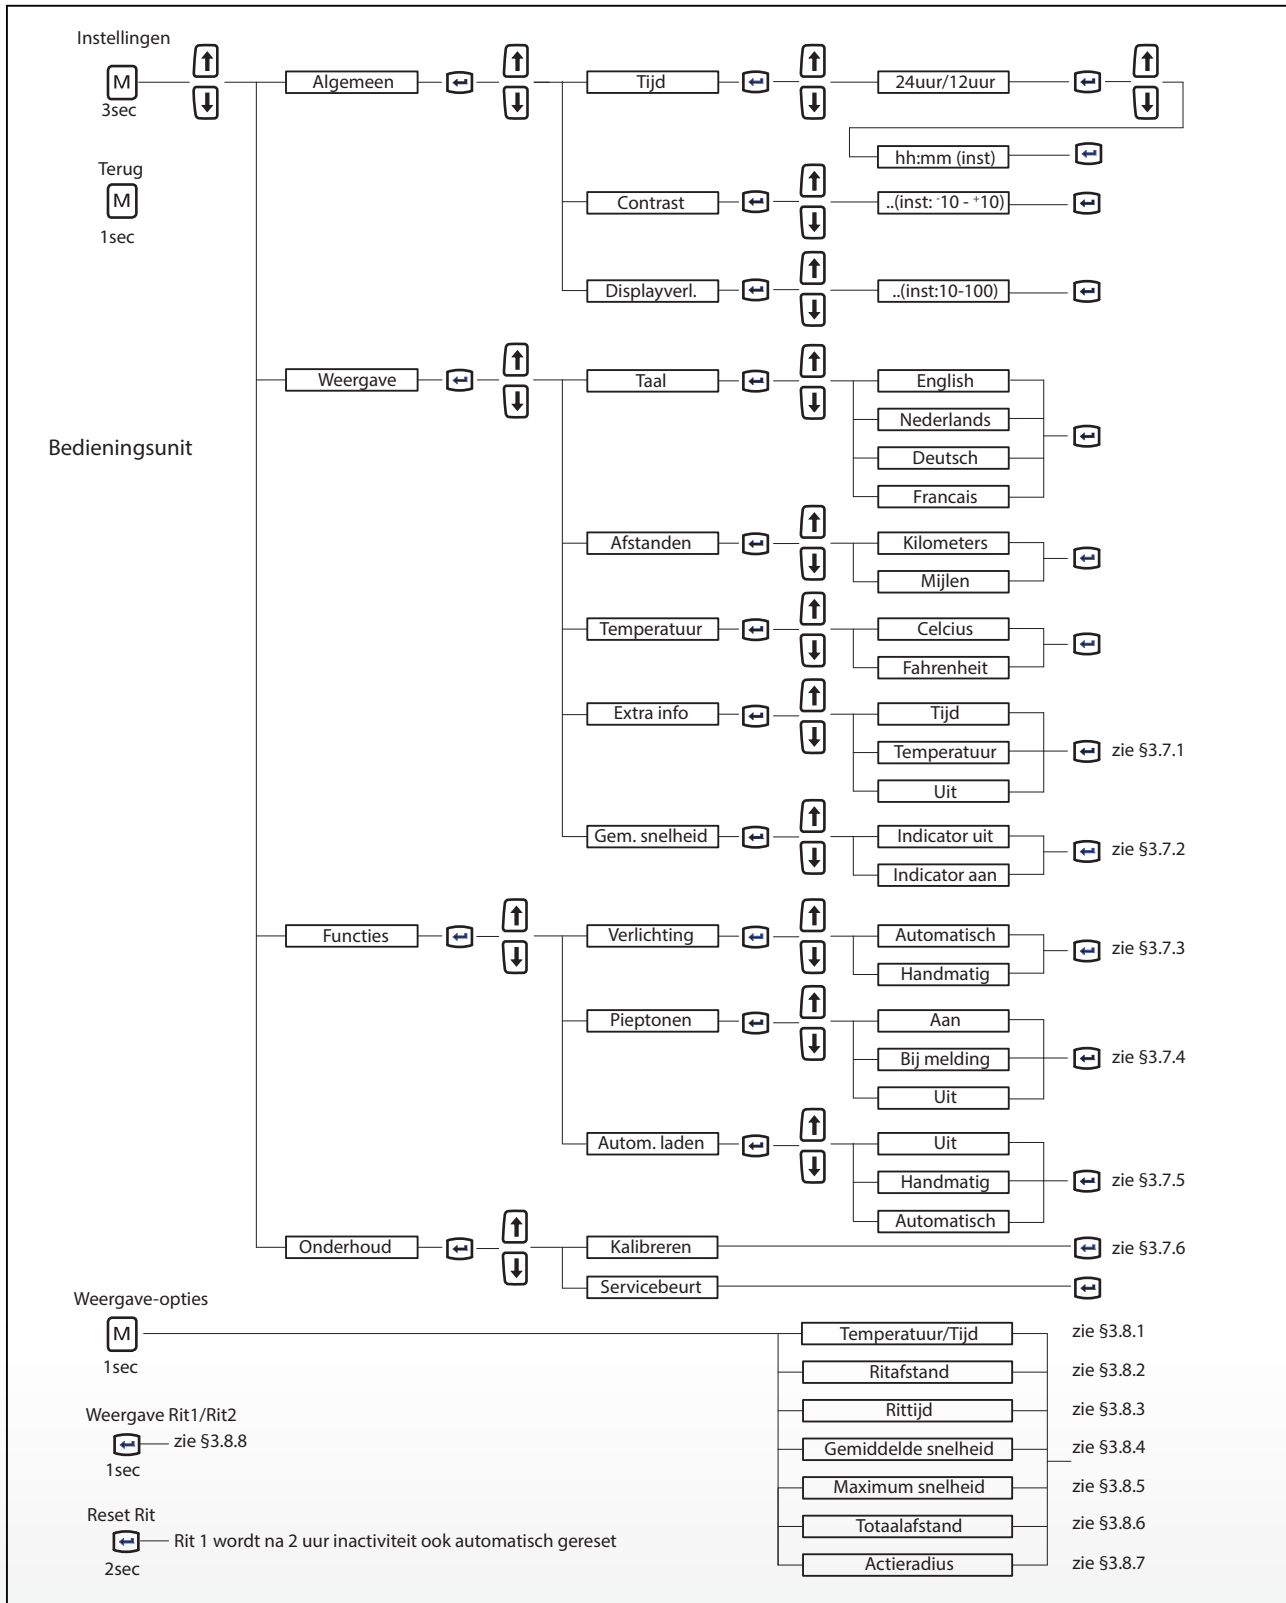 Instellingen
M
3sec
Algemeen
Tijd
24uur/12uur
hh:mm (inst)
Terug
M
1sec
Contrast
..(inst: -10 - +10)
Displayverl.
..(inst:10-100)
Weergave
Taal
English
Nederlands
Deutsch
Francais
Bedieningsunit
Afstanden
Kilometers
Mijlen
Temperatuur
Celcius
Fahrenheit
Extra info
Tijd
Temperatuur
zie §3.7.1
Uit
Gem. snelheid
Indicator uit
zie §3.7.2
Indicator aan
Functies
Verlichting
Automatisch
zie §3.7.3
Handmatig
Pieptonen
Aan
Bij melding
zie §3.7.4
Uit
Autom. laden
Uit
Handmatig
zie §3.7.5
Automatisch
Onderhoud
Kalibreren
zie §3.7.6
Servicebeurt
Weergave-opties
M
1sec
Temperatuur/Tijd
zie §3.8.1
Ritafstand
zie §3.8.2
Rittijd
zie §3.8.3
Gemiddelde snelheid
zie §3.8.4
Maximum snelheid
zie §3.8.5
Totaalafstand
zie §3.8.6
Actieradius
zie §3.8.7
Weergave Rit1/Rit2
zie §3.8.8
1sec
Reset Rit
Rit 1 wordt na 2 uur inactiviteit ook automatisch gereset
2sec